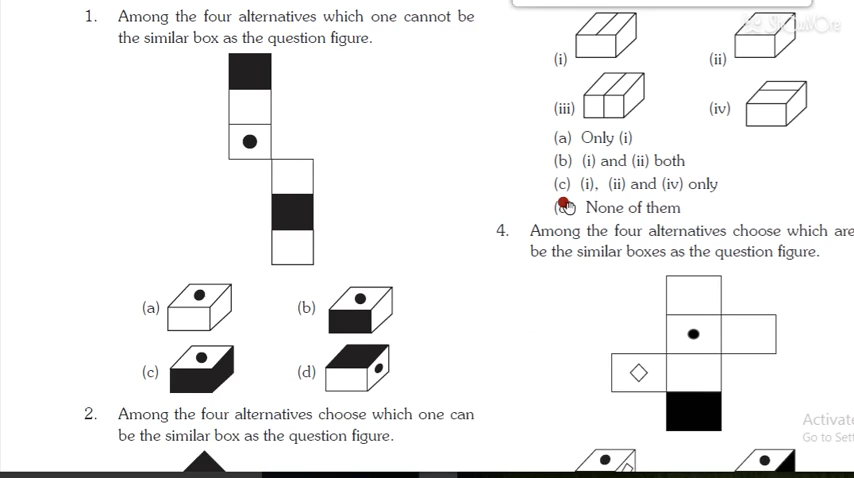 1. Among the four alternatives which one cannot be
the similar box as the question figure.
(a)
(b)
(c)
(d)
2. Among the four alternatives choose which one can
be the similar box as the question figure.
(i)
(ii)
(iii)
(iv)
(a) Only (i)
(b) (i) and (ii) both
(c) (i), (ii) and (iv) only
None of them
4. Among the four alternatives choose which are
be the similar boxes as the question figure.
Activate
Go to Sett